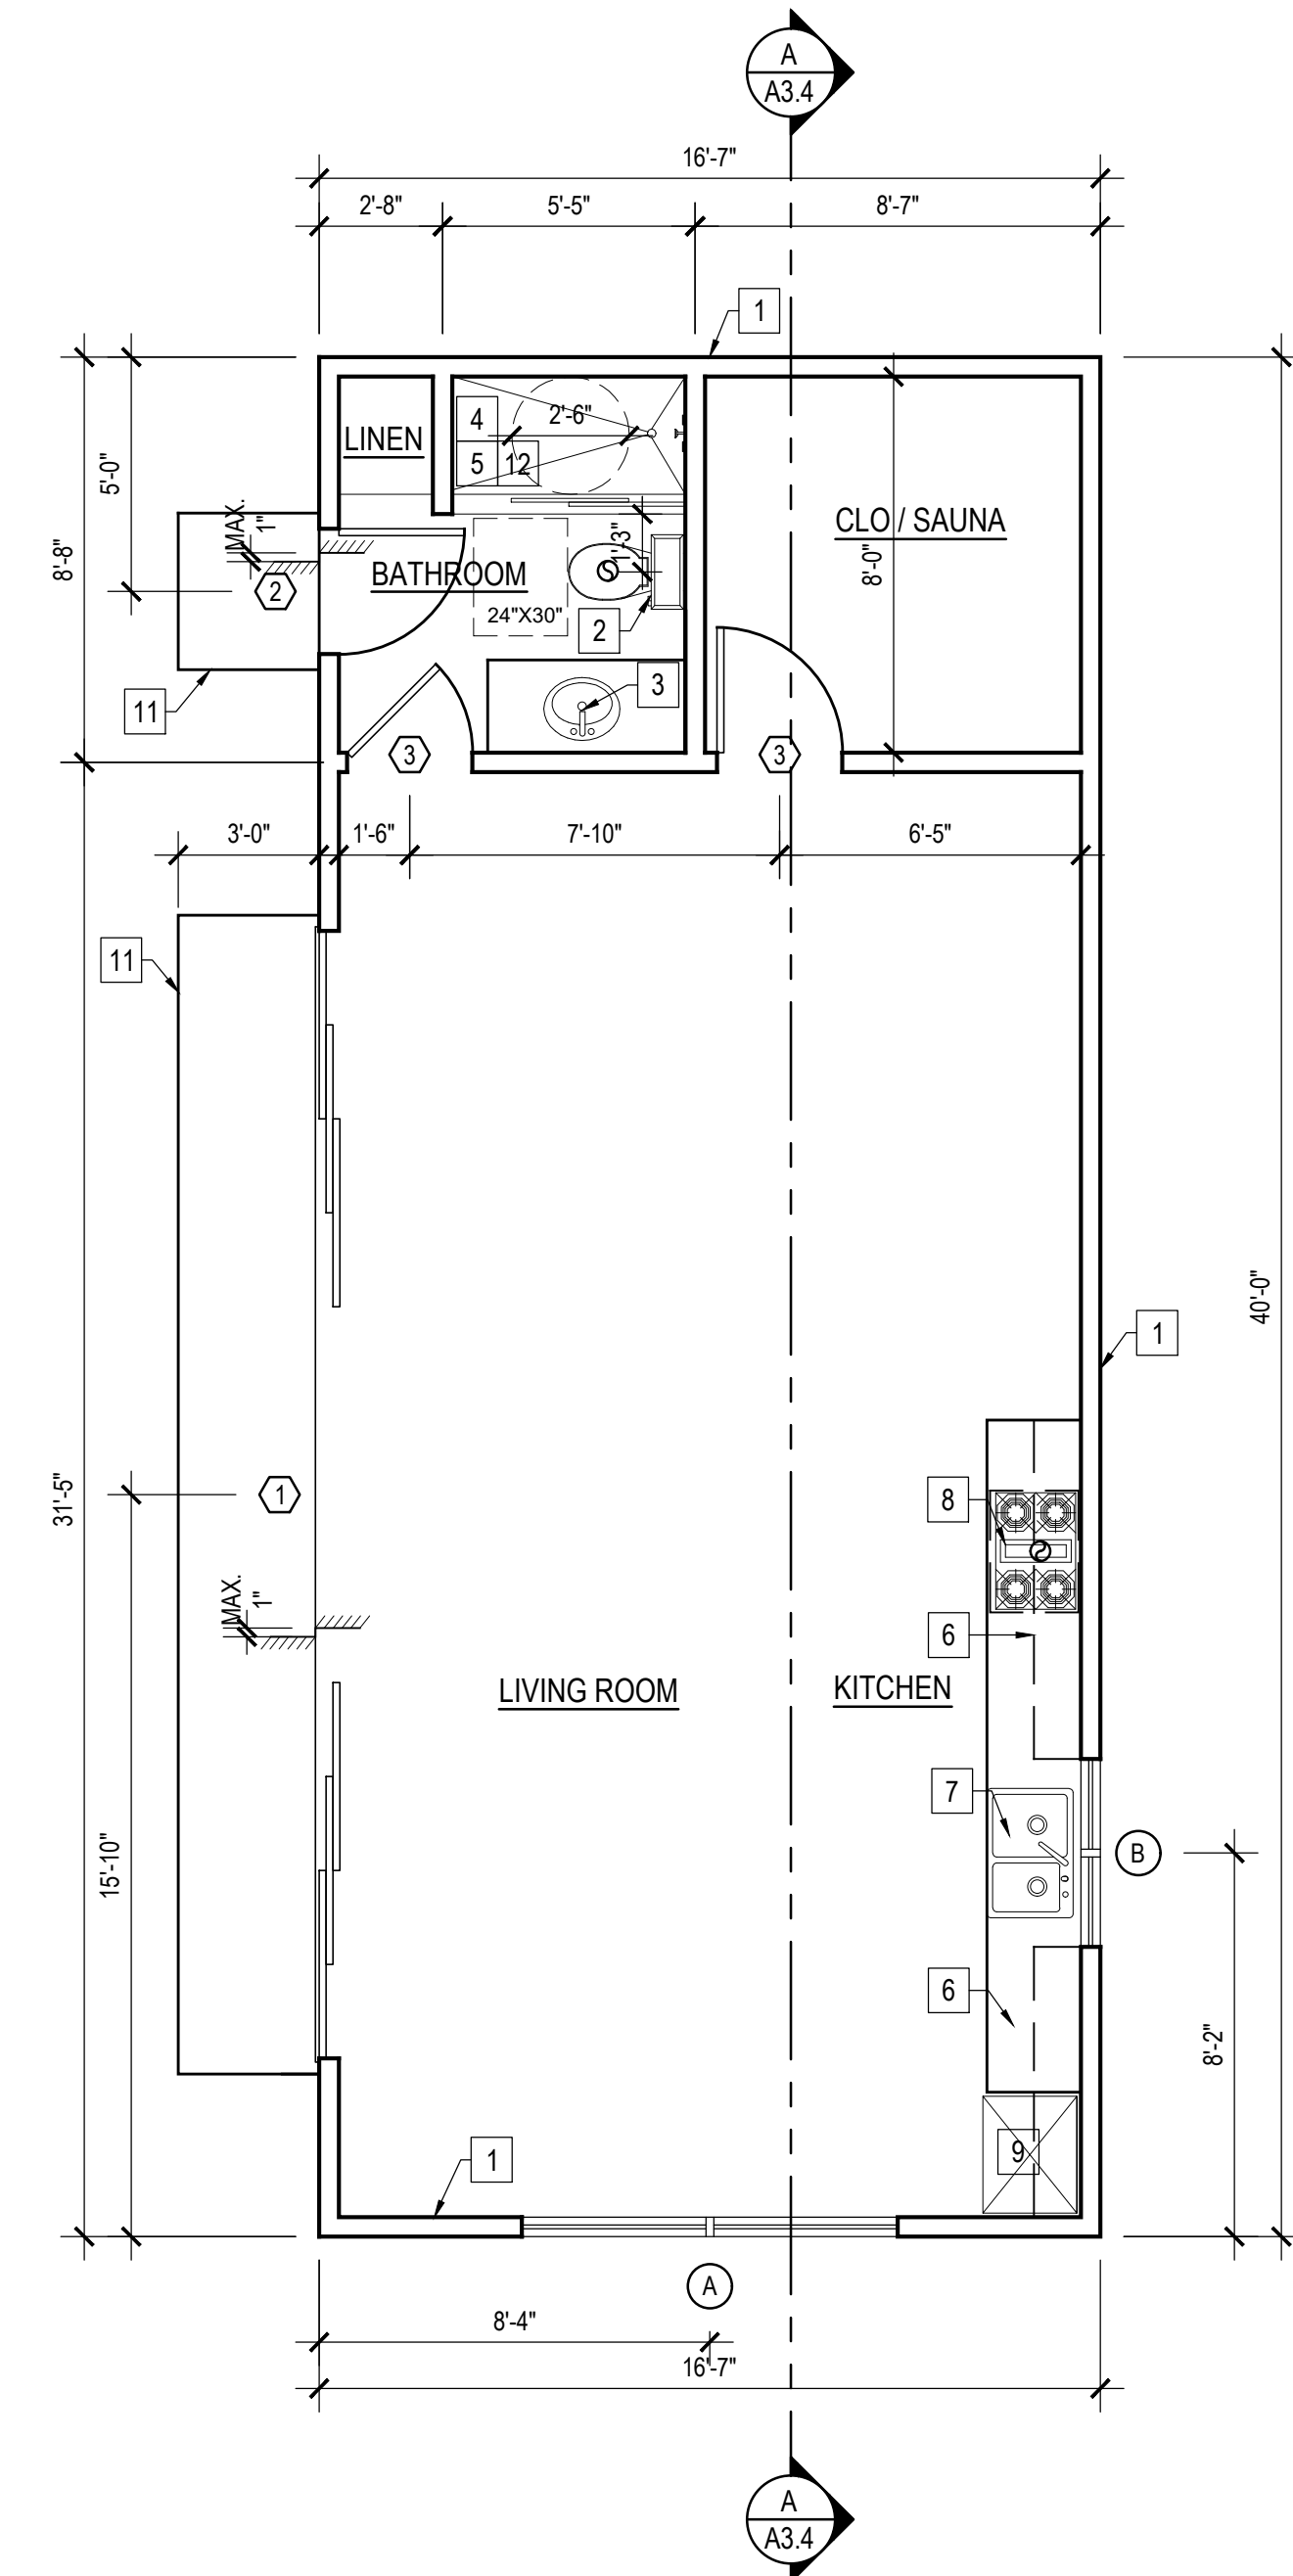 A
A3.4
16'-7"
2'-8"
5'-5"
8'-7"
1
4
2'-6"
5
12
LINEN
5'-0"
MAX.
1"
CLO / SAUNA
8'-8"
8'-0"
1'-3"
BATHROOM
2
24"X30"
2
3
11
3
3
3'-0"
1'-6"
7'-10"
6'-5"
11
40'-0"
1
31'-5"
1
8
MAX.
1"
6
LIVING ROOM
KITCHEN
7
15'-10"
B
6
8'-2"
1
9
A
8'-4"
16'-7"
A
A3.4